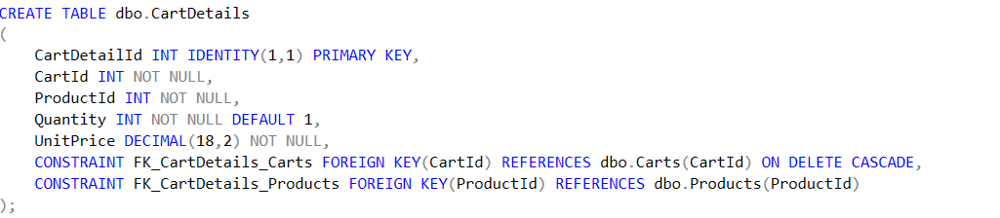 CREATE TABLE dbo.CartDetails
(
    CartDetailId INT IDENTITY(1,1) PRIMARY KEY,
    CartId INT NOT NULL,
    ProductId INT NOT NULL,
    Quantity INT NOT NULL DEFAULT 1,
    UnitPrice DECIMAL(18,2) NOT NULL,
    CONSTRAINT FK_CartDetails_Carts FOREIGN KEY(CartId) REFERENCES dbo.Carts(CartId) ON DELETE CASCADE,
    CONSTRAINT FK_CartDetails_Products FOREIGN KEY(ProductId) REFERENCES dbo.Products(ProductId)
);